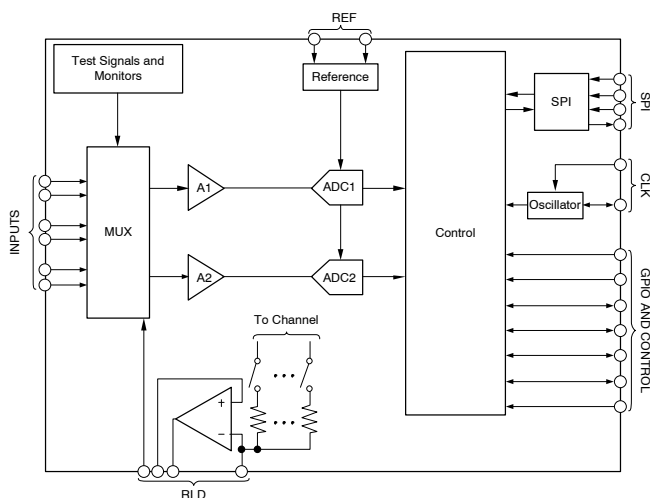 REF
Test Signals and
Monitors
Reference
SPI
SPI
A1
ADC1
CLK
Oscillator
INPUTS
MUX
Control
A2
ADC2
GPIO AND CONTROL
To Channel
+
−
RLD